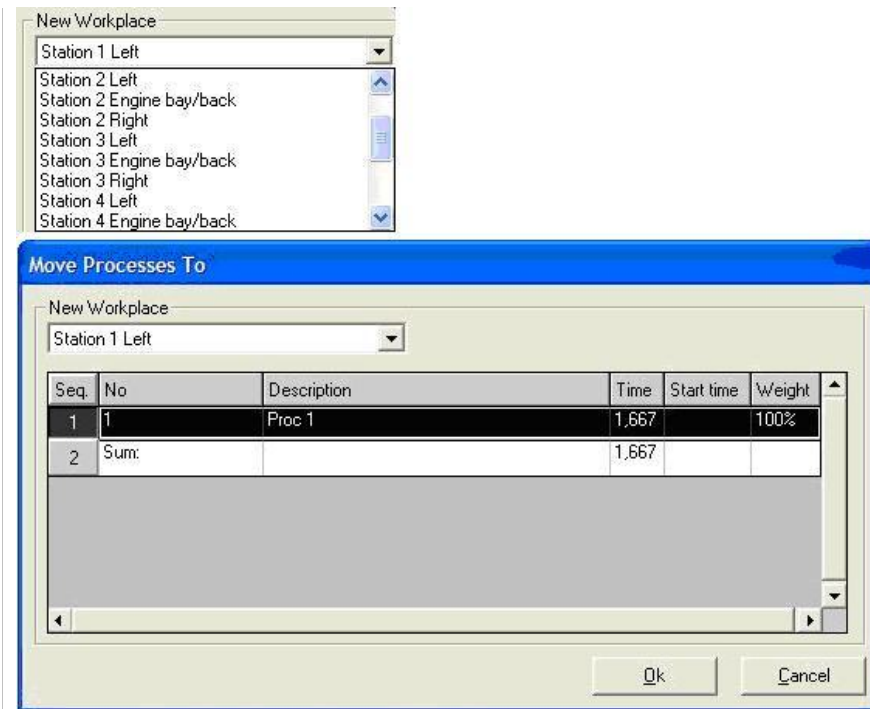 New Workplace
Station 1 Left
Station 2 Left
Station 2 Engine bay/back
Station 2 Right
Station 3 Left
Station 3 Engine bay/back
Station 3 Right
Station 4 Left
Station 4 Engine bay/back
Move Processes To
New Workplace
Station 1 Left
Seq. No Description Time Start time Weight
1 1 Proc 1 1,667 100%
2 Sum: 1,667
Ok Cancel